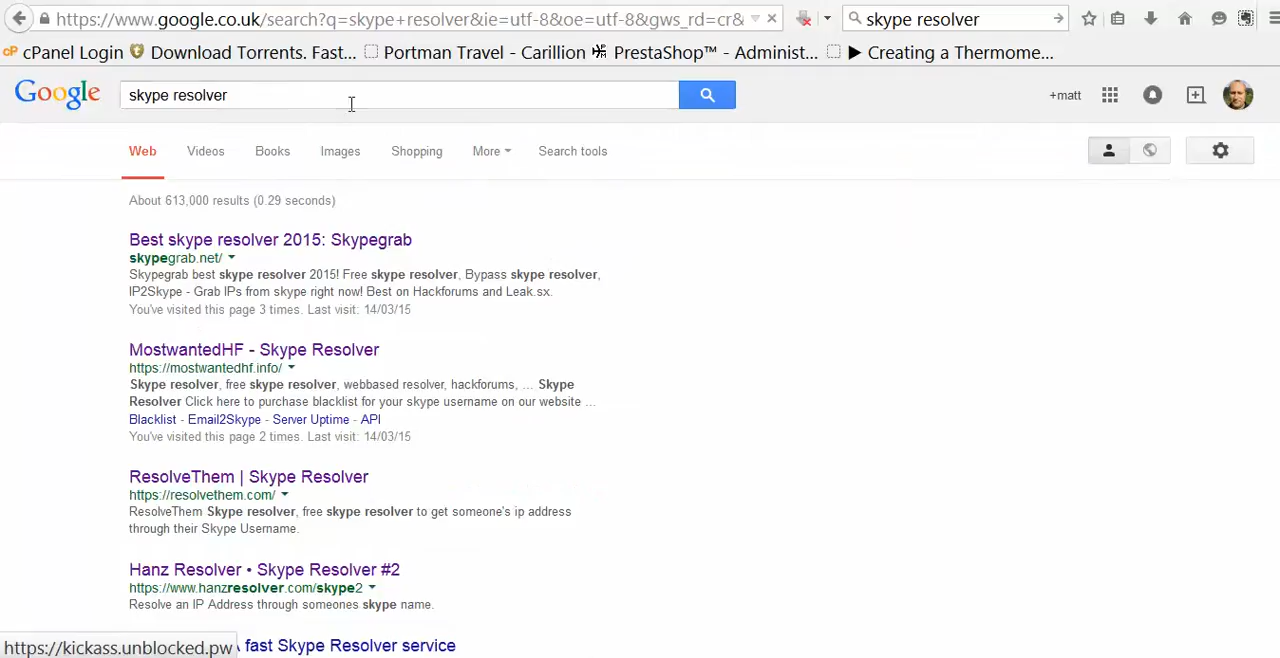 https://www.google.co.uk/search?q=skype+resolver&ie=utf-8&oe=utf-8&gws_rd=cr&
skype resolver
cPanel Login Download Torrents. Fast... Portman Travel - Carillion PrestaShop™ - Administ... ▶ Creating a Thermome...
Google
skype resolver
+matt
Web Videos Books Images Shopping More Search tools
About 613,000 results (0.29 seconds)
Best skype resolver 2015: Skypegrab
skypegrab.net/
Skypegrab best skype resolver 2015! Free skype resolver, Bypass skype resolver,
IP2Skype - Grab IPs from skype right now! Best on Hackforums and Leak.sx.
You've visited this page 3 times. Last visit: 14/03/15
MostwantedHF - Skype Resolver
https://mostwantedhf.info/
Skype resolver, free skype resolver, webbased resolver, hackforums, ... Skype
Resolver Click here to purchase blacklist for your skype username on our website ...
Blacklist - Email2Skype - Server Uptime - API
You've visited this page 2 times. Last visit: 14/03/15
ResolveThem | Skype Resolver
https://resolvethem.com/
ResolveThem Skype resolver, free skype resolver to get someone's ip address
through their Skype Username.
Hanz Resolver • Skype Resolver #2
https://www.hanzresolver.com/skype2
Resolve an IP Address through someones skype name.
fast Skype Resolver service
https://kickass.unblocked.pw